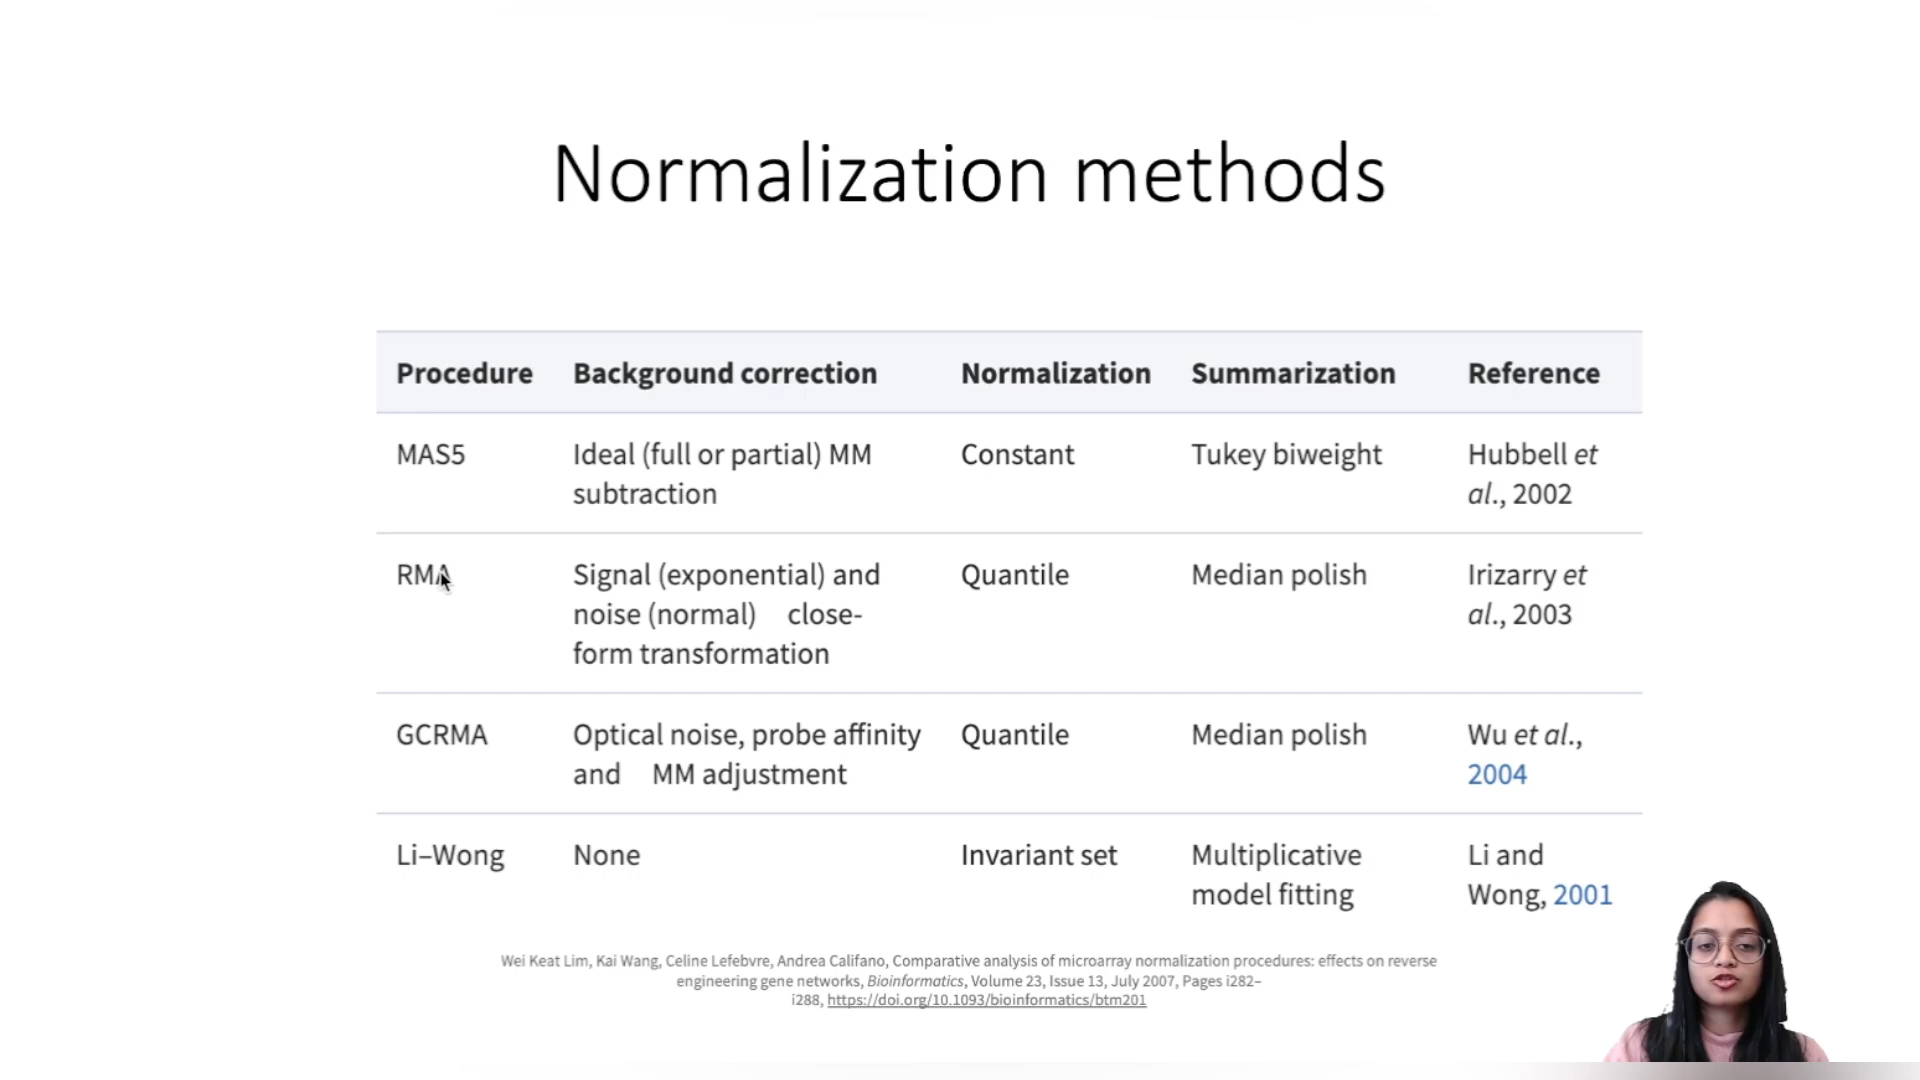 Normalization methods
Procedure Background correction Normalization Summarization Reference
MAS5 Ideal (full or partial) MM Constant Tukey biweight Hubbell et
subtraction al., 2002
RMA Signal (exponential) and Quantile Median polish Irizarry et
noise (normal) close- al., 2003
form transformation
GCRMA Optical noise, probe affinity Quantile Median polish Wu et al.,
and MM adjustment 2004
Li–Wong None Invariant set Multiplicative Li and
model fitting Wong, 2001
Wei Keat Lim, Kai Wang, Celine Lefebvre, Andrea Califano, Comparative analysis of microarray normalization procedures: effects on reverse
engineering gene networks, Bioinformatics, Volume 23, Issue 13, July 2007, Pages i282–
i288, https://doi.org/10.1093/bioinformatics/btm201